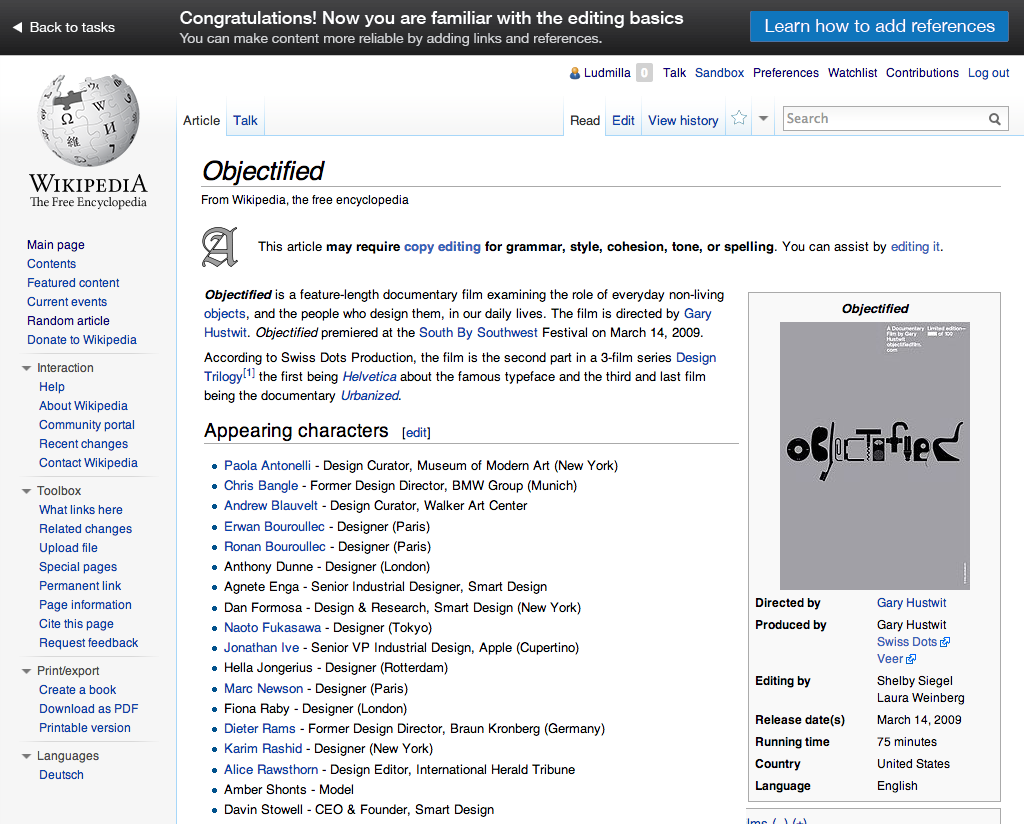 Back to tasks
Congratulations! Now you are familiar with the editing basics
You can make content more reliable by adding links and references.
Learn how to add references
Ludmilla 0 Talk Sandbox Preferences Watchlist Contributions Log out
Article Talk Read Edit View history Search
WIKIPEDIA
The Free Encyclopedia
Main page
Contents
Featured content
Current events
Random article
Donate to Wikipedia
Interaction
Help
About Wikipedia
Community portal
Recent changes
Contact Wikipedia
Toolbox
What links here
Related changes
Upload file
Special pages
Permanent link
Page information
Cite this page
Request feedback
Print/export
Create a book
Download as PDF
Printable version
Languages
Deutsch
Objectified
From Wikipedia, the free encyclopedia
A
This article may require copy editing for grammar, style, cohesion, tone, or spelling. You can assist by editing it.
Objectified is a feature-length documentary film examining the role of everyday non-living
objects, and the people who design them, in our daily lives. The film is directed by Gary
Hustwit. Objectified premiered at the South By Southwest Festival on March 14, 2009.
According to Swiss Dots Production, the film is the second part in a 3-film series Design
Trilogy[1] the first being Helvetica about the famous typeface and the third and last film
being the documentary Urbanized.
Appearing characters [edit]
• Paola Antonelli - Design Curator, Museum of Modern Art (New York)
• Chris Bangle - Former Design Director, BMW Group (Munich)
• Andrew Blauvelt - Design Curator, Walker Art Center
• Erwan Bouroullec - Designer (Paris)
• Ronan Bouroullec - Designer (Paris)
• Anthony Dunne - Designer (London)
• Agnete Enga - Senior Industrial Designer, Smart Design
• Dan Formosa - Design & Research, Smart Design (New York)
• Naoto Fukasawa - Designer (Tokyo)
• Jonathan Ive - Senior VP Industrial Design, Apple (Cupertino)
• Hella Jongerius - Designer (Rotterdam)
• Marc Newson - Designer (Paris)
• Fiona Raby - Designer (London)
• Dieter Rams - Former Design Director, Braun Kronberg (Germany)
• Karim Rashid - Designer (New York)
• Alice Rawsthorn - Design Editor, International Herald Tribune
• Amber Shonts - Model
• Davin Stowell - CEO & Founder, Smart Design
Objectified
A Documentary Limited edition—
Film by Gary of 100
Hustwit
objectifiedfilm.
com
OBJECTIFIED
Directed by Gary Hustwit
Produced by Gary Hustwit
Swiss Dots
Veer
Editing by Shelby Siegel
Laura Weinberg
Release date(s) March 14, 2009
Running time 75 minutes
Country United States
Language English